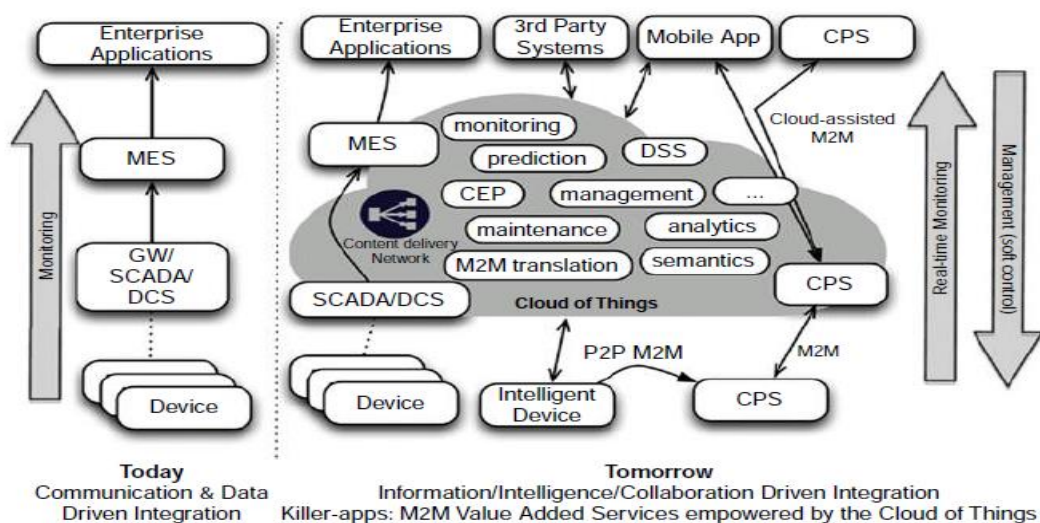 Enterprise
Applications
MES
GW/
SCADA/
DCS
Device
Monitoring
Today
Communication & Data
Driven Integration
Enterprise
Applications
3rd Party
Systems
Mobile App
CPS
Cloud-assisted
M2M
MES
monitoring
prediction
DSS
CEP
management
...
Content delivery
Network
maintenance
analytics
M2M translation
semantics
SCADA/DCS
Cloud of Things
CPS
P2P M2M
M2M
Device
Intelligent
Device
CPS
Real-time Monitoring
Management (soft control)
Tomorrow
Information/Intelligence/Collaboration Driven Integration
Killer-apps: M2M Value Added Services empowered by the Cloud of Things